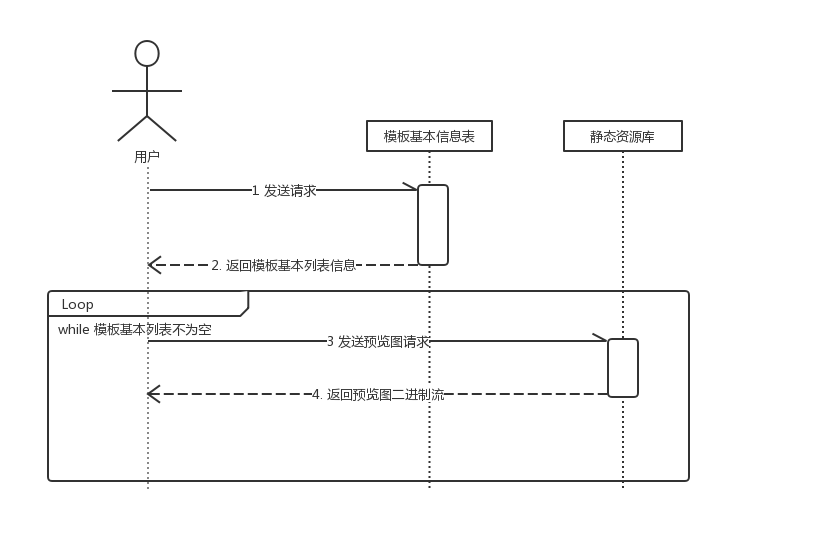 用户
模板基本信息表
静态资源库
1 发送请求
2. 返回模板基本列表信息
Loop
while 模板基本列表不为空
3 发送预览图请求
4. 返回预览图二进制流